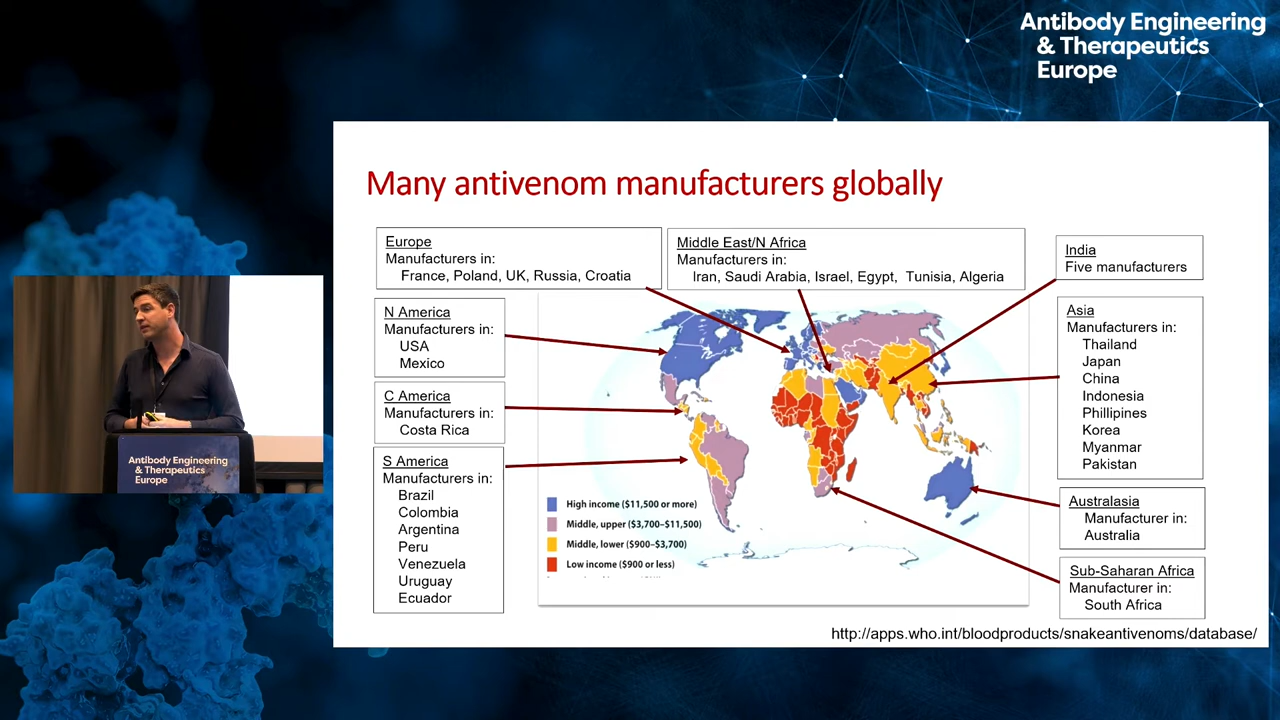 Antibody Engineering
& Therapeutics
Europe
Many antivenom manufacturers globally
Europe
Manufacturers in:
France, Poland, UK, Russia, Croatia
Middle East/N Africa
Manufacturers in:
Iran, Saudi Arabia, Israel, Egypt, Tunisia, Algeria
India
Five manufacturers
N America
Manufacturers in:
USA
Mexico
C America
Manufacturers in:
Costa Rica
S America
Manufacturers in:
Brazil
Colombia
Argentina
Peru
Venezuela
Uruguay
Ecuador
High income ($11,500 or more)
Middle, upper ($3,700–$11,500)
Middle, lower ($900–$3,700)
Low income ($900 or less)
Asia
Manufacturers in:
Thailand
Japan
China
Indonesia
Phillipines
Korea
Myanmar
Pakistan
Australasia
Manufacturer in:
Australia
Sub-Saharan Africa
Manufacturer in:
South Africa
http://apps.who.int/bloodproducts/snakeantivenoms/database/
Antibody Engineering
& Therapeutics
Europe